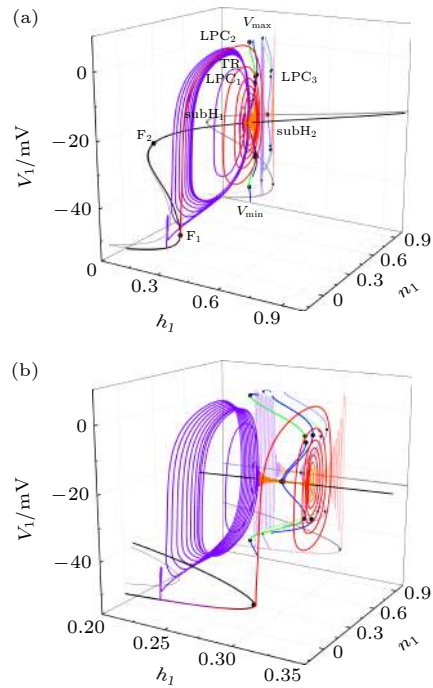 (a)
V_max
LPC_2
0
TR
LPC_1
LPC_3
subH_1
V_1/mV
-20
F_2
subH_2
-40
V_min
F_1
0
0.3
0.6
0.9
h_1
0
0.3
0.6
0.9
n_1
(b)
0
V_1/mV
-20
-40
0.20
0.25
0.30
0.35
h_1
0
0.3
0.6
0.9
n_1